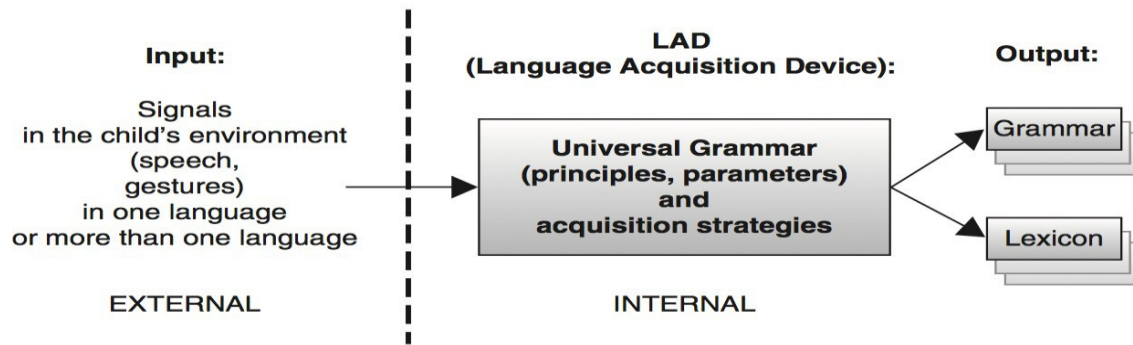 Input:
Signals
in the child's environment
(speech,
gestures)
in one language
or more than one language
EXTERNAL
LAD
(Language Acquisition Device):
Universal Grammar
(principles, parameters)
and
acquisition strategies
INTERNAL
Output:
Grammar
Lexicon